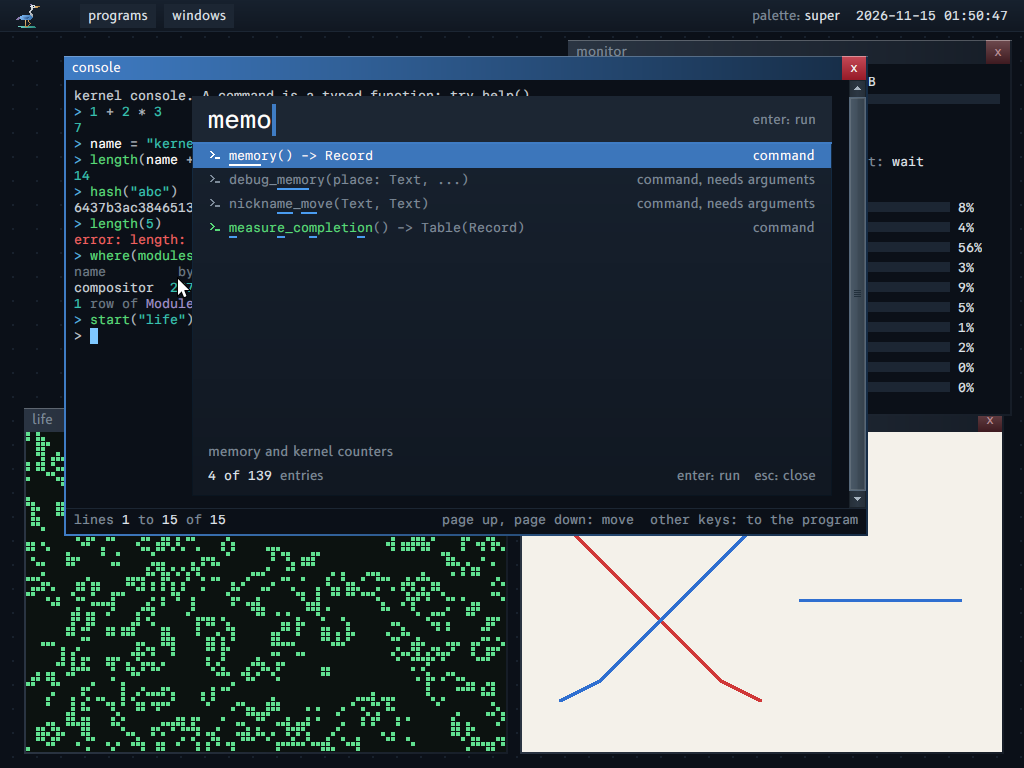 programs windows palette: super 2026-11-15 01:50:47
monitor x
console x
kernel console. A command is a typed function: try help()
> 1 + 2 * 3
7
> name = "kerne
> length(name +
14
> hash("abc")
6437b3ac3846513
> length(5)
error: length:
> where(modules
name by
compositor 2 7
1 row of Module
> start("life")
>
memo enter: run
>_ memory() -> Record command
>_ debug_memory(place: Text, ...) command, needs arguments
>_ nickname_move(Text, Text) command, needs arguments
>_ measure_completion() -> Table(Record) command
memory and kernel counters
4 of 139 entries enter: run esc: close
lines 1 to 15 of 15 page up, page down: move other keys: to the program
B
t: wait
8%
4%
56%
3%
9%
5%
1%
2%
0%
0%
life
x